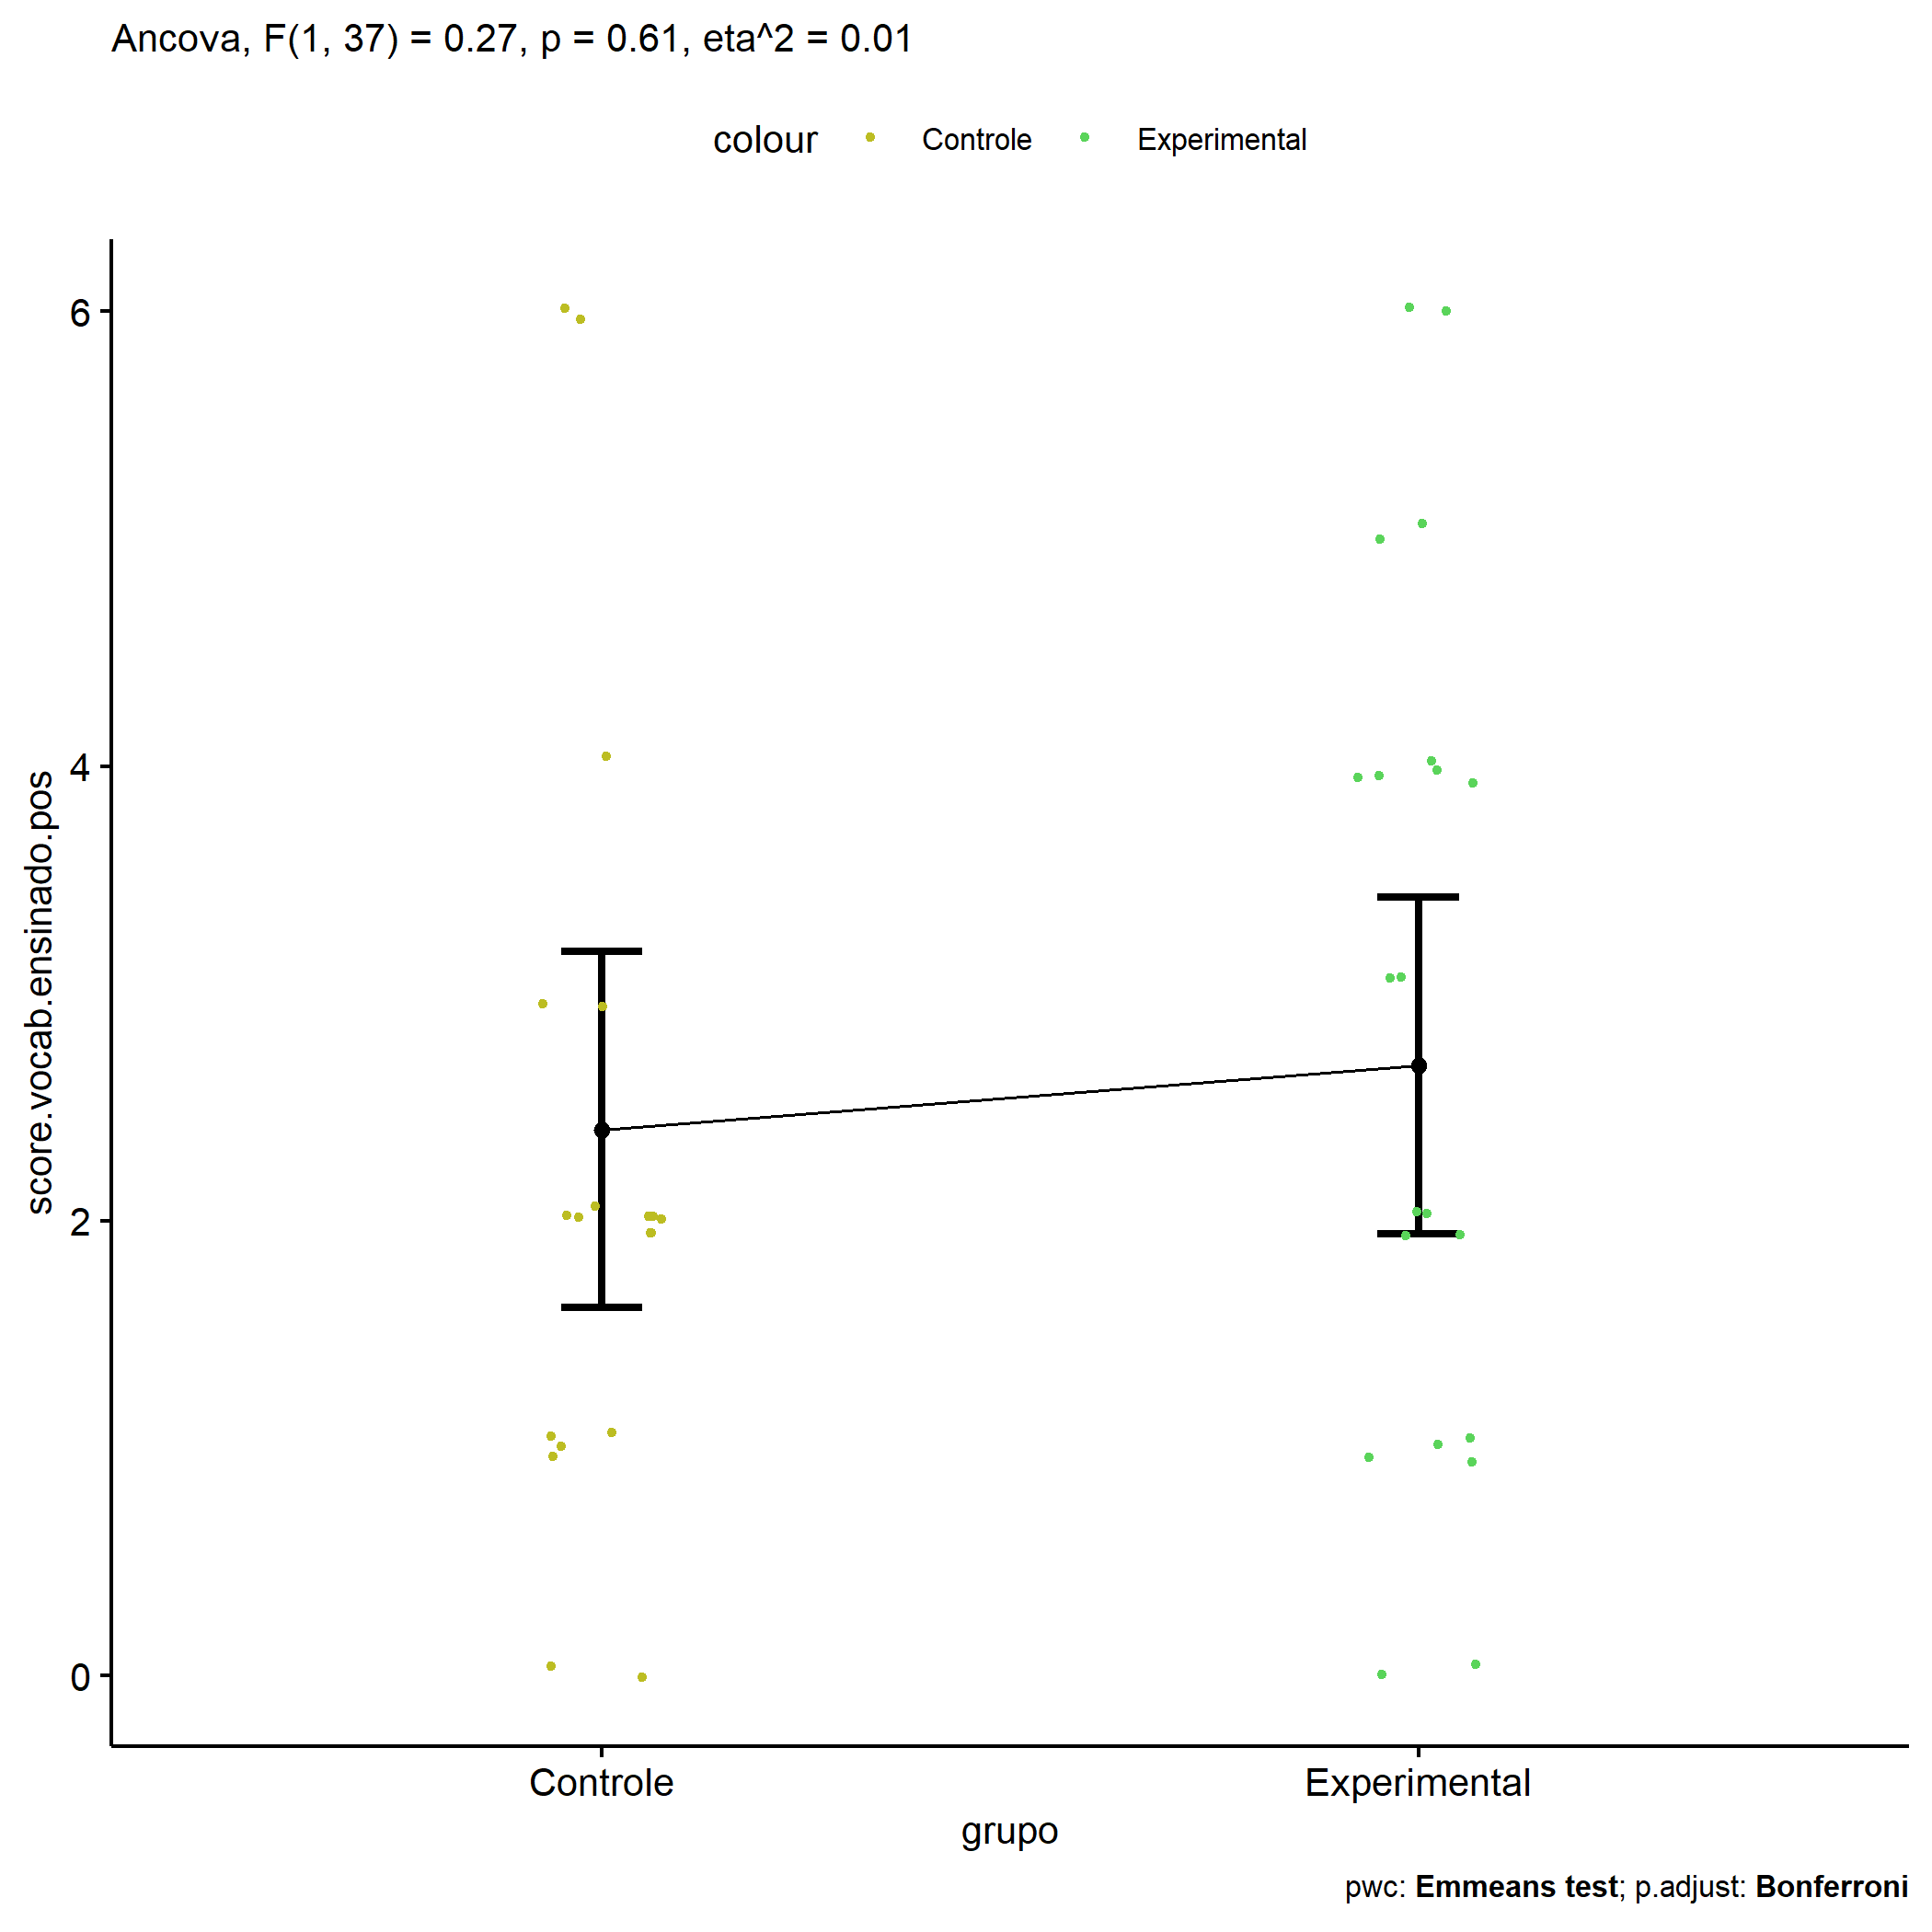 Ancova, F(1, 37) = 0.27, p = 0.61, eta^2 = 0.01
colour Controle Experimental
6
4
2
0
score.vocab.ensinado.pos
Controle Experimental
grupo
pwc: Emmeans test; p.adjust: Bonferroni